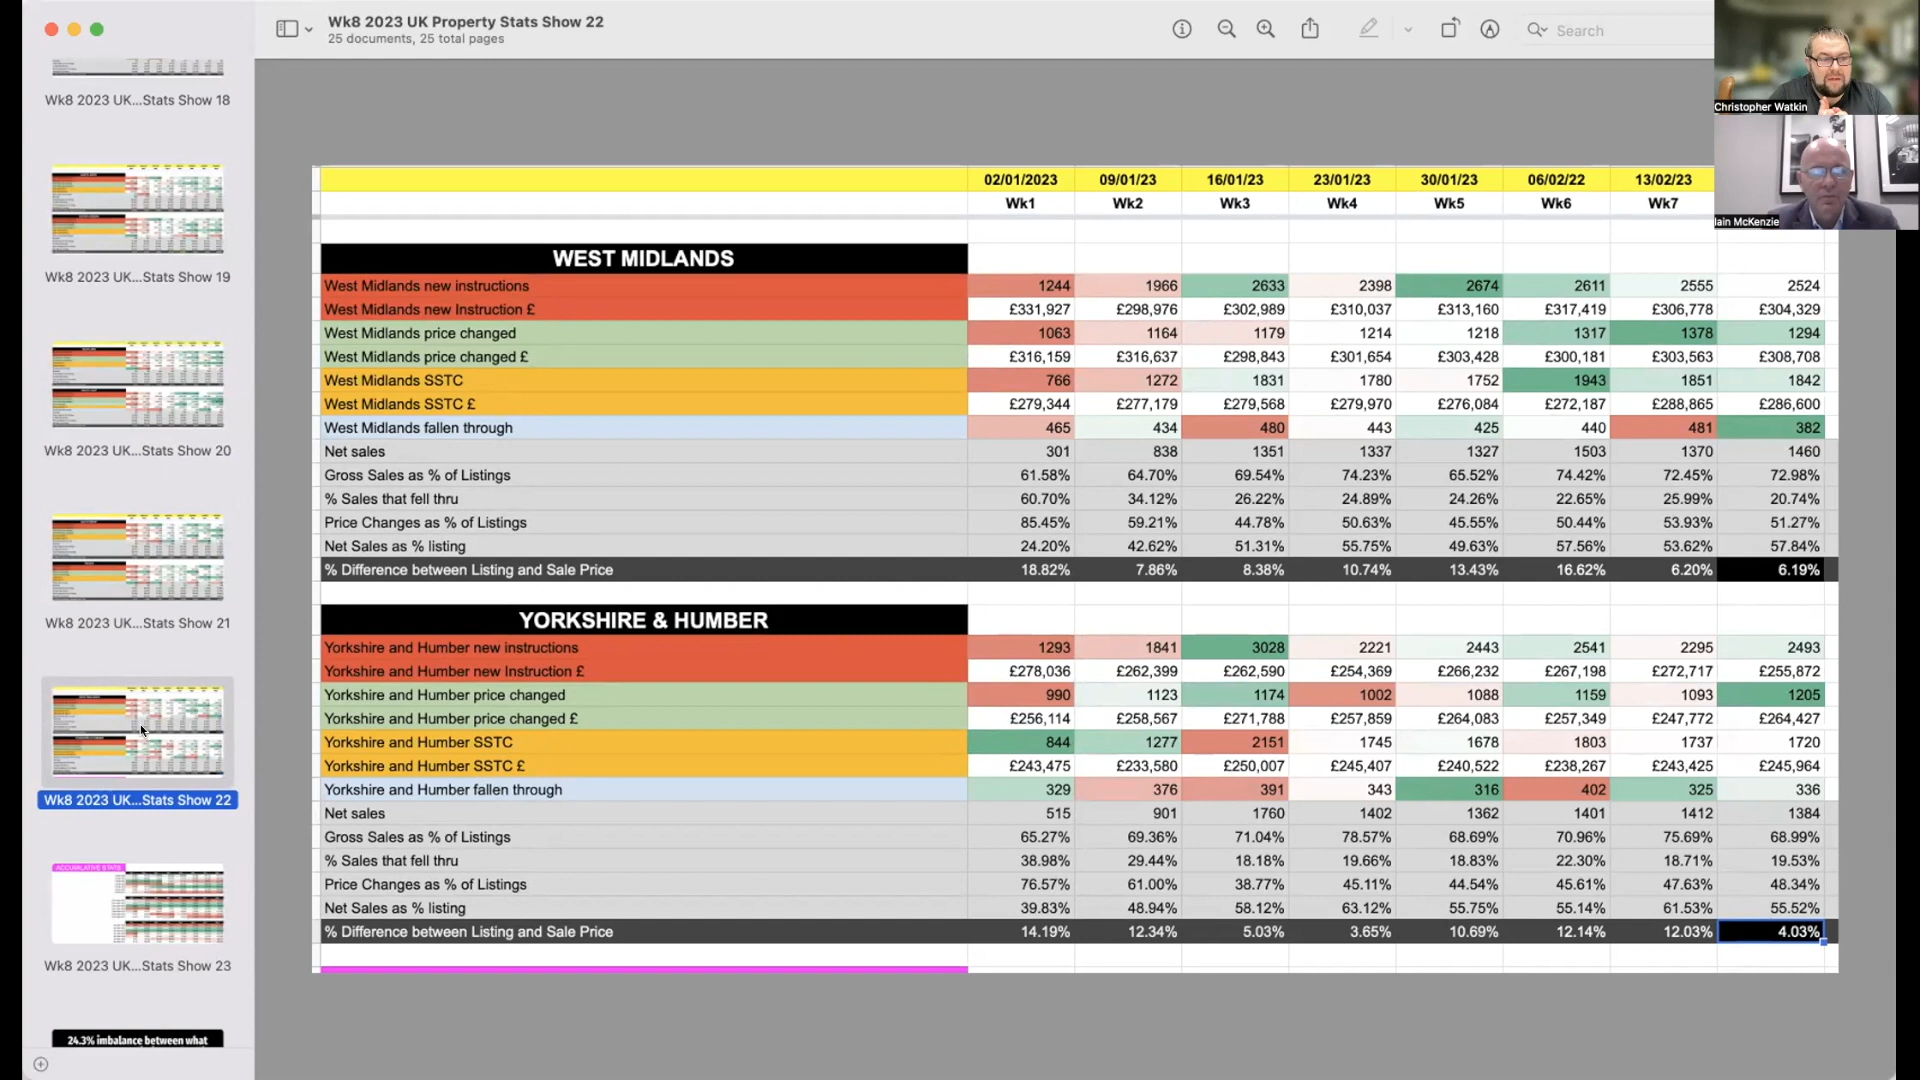 Wk8 2023 UK Property Stats Show 22
25 documents, 25 total pages
Search
Christopher Watkin
Iain McKenzie
Wk8 2023 UK...Stats Show 18
Wk8 2023 UK...Stats Show 19
Wk8 2023 UK...Stats Show 20
Wk8 2023 UK...Stats Show 21
Wk8 2023 UK...Stats Show 22
ACCUMULATIVE STATS
Wk8 2023 UK...Stats Show 23
24.3% imbalance between what
02/01/2023 09/01/23 16/01/23 23/01/23 30/01/23 06/02/22 13/02/23
Wk1 Wk2 Wk3 Wk4 Wk5 Wk6 Wk7
WEST MIDLANDS
West Midlands new instructions 1244 1966 2633 2398 2674 2611 2555 2524
West Midlands new Instruction £ £331,927 £298,976 £302,989 £310,037 £313,160 £317,419 £306,778 £304,329
West Midlands price changed 1063 1164 1179 1214 1218 1317 1378 1294
West Midlands price changed £ £316,159 £316,637 £298,843 £301,654 £303,428 £300,181 £303,563 £308,708
West Midlands SSTC 766 1272 1831 1780 1752 1943 1851 1842
West Midlands SSTC £ £279,344 £277,179 £279,568 £279,970 £276,084 £272,187 £288,865 £286,600
West Midlands fallen through 465 434 480 443 425 440 481 382
Net sales 301 838 1351 1337 1327 1503 1370 1460
Gross Sales as % of Listings 61.58% 64.70% 69.54% 74.23% 65.52% 74.42% 72.45% 72.98%
% Sales that fell thru 60.70% 34.12% 26.22% 24.89% 24.26% 22.65% 25.99% 20.74%
Price Changes as % of Listings 85.45% 59.21% 44.78% 50.63% 45.55% 50.44% 53.93% 51.27%
Net Sales as % listing 24.20% 42.62% 51.31% 55.75% 49.63% 57.56% 53.62% 57.84%
% Difference between Listing and Sale Price 18.82% 7.86% 8.38% 10.74% 13.43% 16.62% 6.20% 6.19%
YORKSHIRE & HUMBER
Yorkshire and Humber new instructions 1293 1841 3028 2221 2443 2541 2295 2493
Yorkshire and Humber new Instruction £ £278,036 £262,399 £262,590 £254,369 £266,232 £267,198 £272,717 £255,872
Yorkshire and Humber price changed 990 1123 1174 1002 1088 1159 1093 1205
Yorkshire and Humber price changed £ £256,114 £258,567 £271,788 £257,859 £264,083 £257,349 £247,772 £264,427
Yorkshire and Humber SSTC 844 1277 2151 1745 1678 1803 1737 1720
Yorkshire and Humber SSTC £ £243,475 £233,580 £250,007 £245,407 £240,522 £238,267 £243,425 £245,964
Yorkshire and Humber fallen through 329 376 391 343 316 402 325 336
Net sales 515 901 1760 1402 1362 1401 1412 1384
Gross Sales as % of Listings 65.27% 69.36% 71.04% 78.57% 68.69% 70.96% 75.69% 68.99%
% Sales that fell thru 38.98% 29.44% 18.18% 19.66% 18.83% 22.30% 18.71% 19.53%
Price Changes as % of Listings 76.57% 61.00% 38.77% 45.11% 44.54% 45.61% 47.63% 48.34%
Net Sales as % listing 39.83% 48.94% 58.12% 63.12% 55.75% 55.14% 61.53% 55.52%
% Difference between Listing and Sale Price 14.19% 12.34% 5.03% 3.65% 10.69% 12.14% 12.03% 4.03%